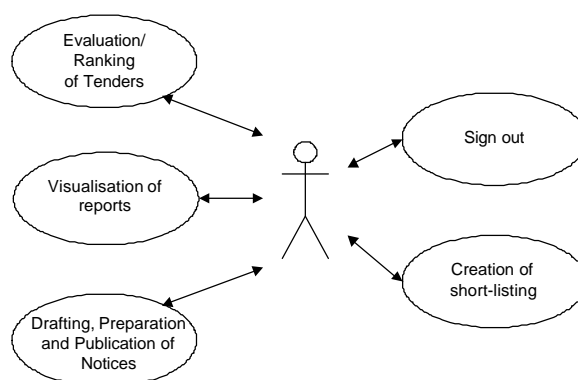 Evaluation/
Ranking
of Tenders
Visualisation of
reports
Drafting, Preparation
and Publication of
Notices
Sign out
Creation of
short-listing